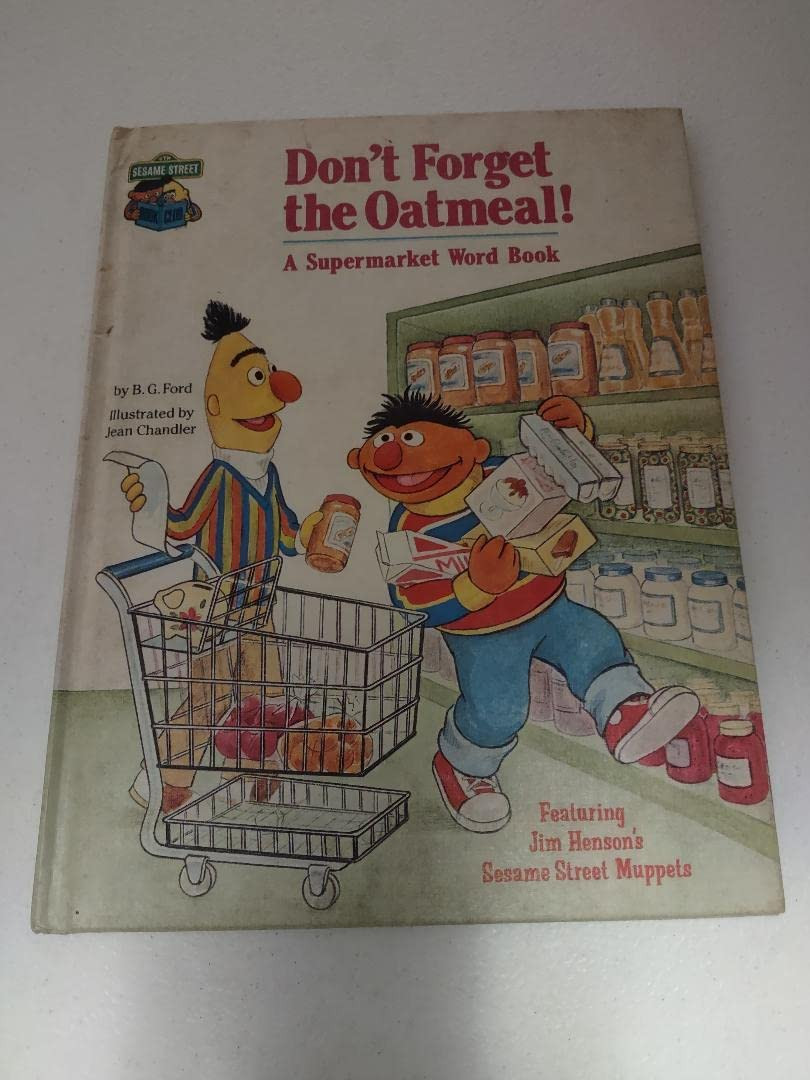 SESAME STREET
BOOK CLUB
Don't Forget
the Oatmeal!
A Supermarket Word Book
by B. G. Ford
Illustrated by
Jean Chandler
MI
Featuring
Jim Henson's
Sesame Street Muppets